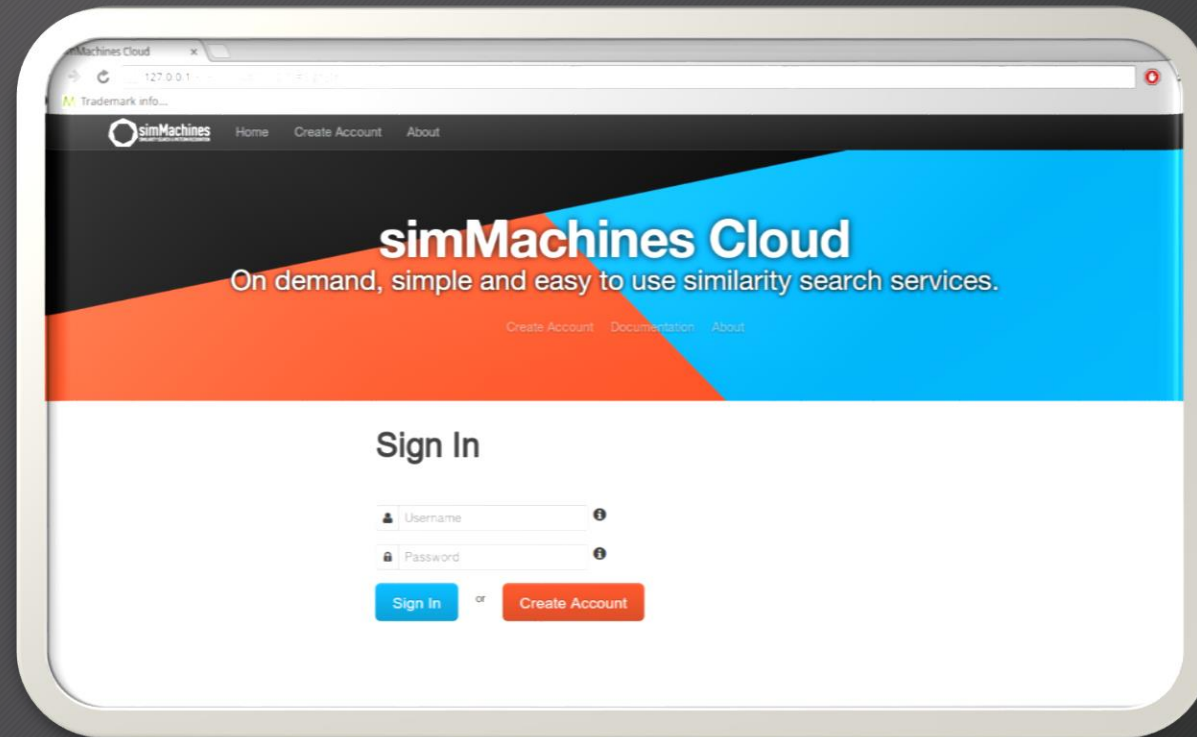 simMachines Cloud
127.0.0.1
Trademark info....
simMachines Home Create Account About
simMachines Cloud
On demand, simple and easy to use similarity search services.
Create Account Documentation About
Sign In
Username
Password
Sign In or Create Account